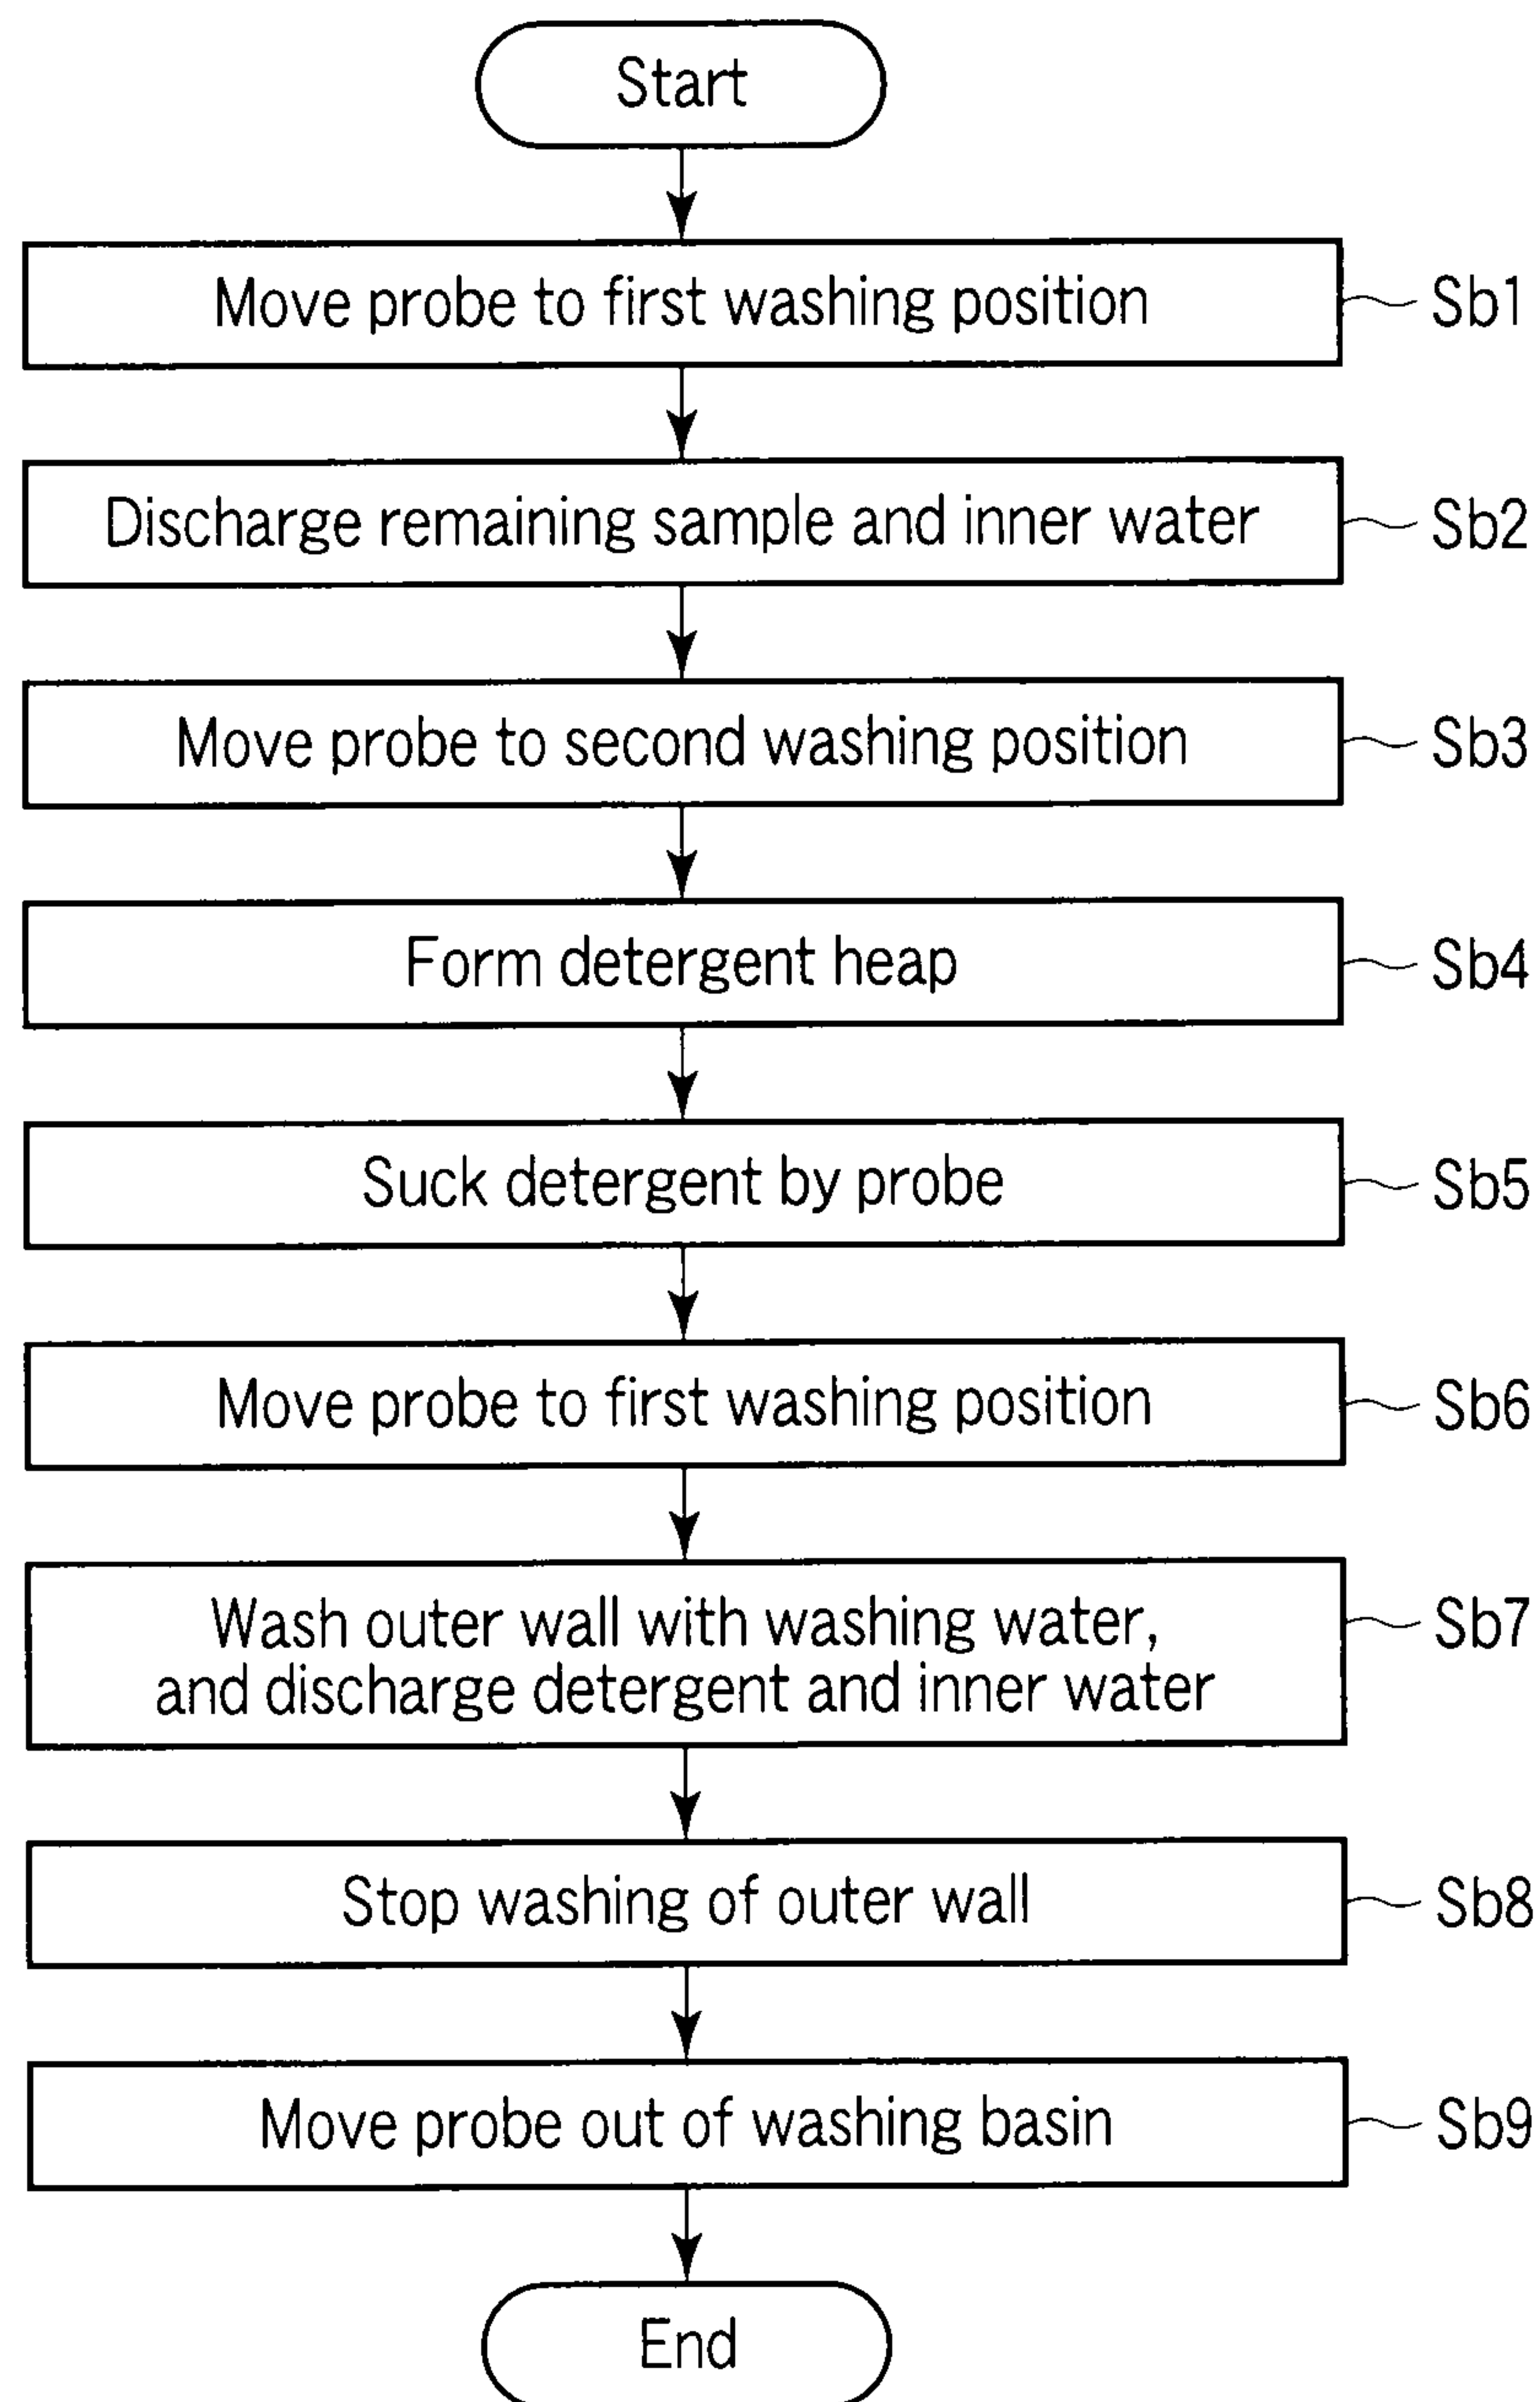 Start
Move probe to first washing position
Sb1
Discharge remaining sample and inner water
Sb2
Move probe to second washing position
Sb3
Form detergent heap
Sb4
Suck detergent by probe
Sb5
Move probe to first washing position
Sb6
Wash outer wall with washing water,
and discharge detergent and inner water
Sb7
Stop washing of outer wall
Sb8
Move probe out of washing basin
Sb9
End